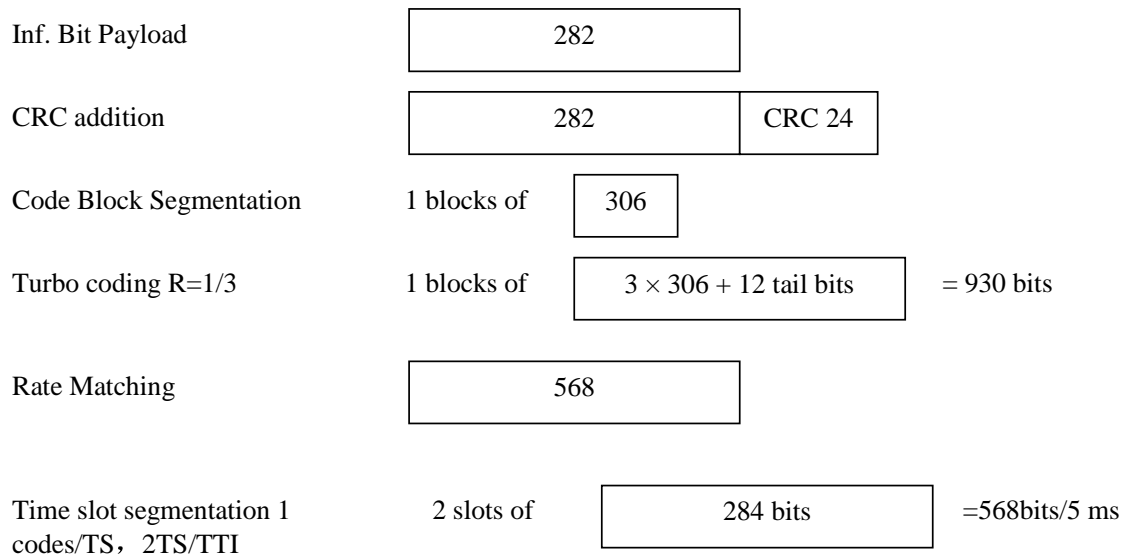 Inf. Bit Payload 282
CRC addition 282 CRC 24
Code Block Segmentation 1 blocks of 306
Turbo coding R=1/3 1 blocks of 3 × 306 + 12 tail bits = 930 bits
Rate Matching 568
Time slot segmentation 1 2 slots of 284 bits =568bits/5 ms
codes/TS，2TS/TTI